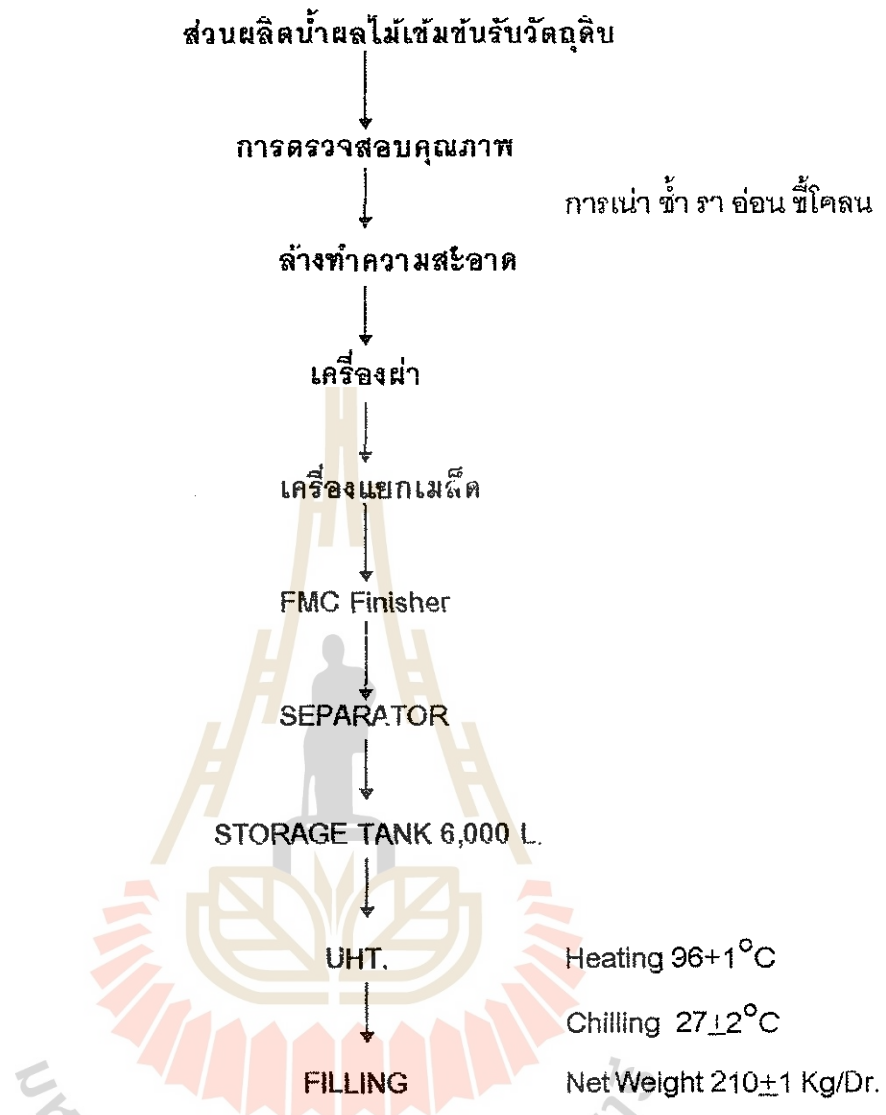 ส่วนผลิตน้ำผลไม้เข้มข้นรับวัตถุดิบ
การตรวจสอบคุณภาพ
การเน่า ช้ำ รา อ่อน ขี้โคลน
ล้างทำความสะอาด
เครื่องผ่า
เครื่องแยกเมล็ด
FMC Finisher
SEPARATOR
STORAGE TANK 6,000 L.
UHT. Heating 96+1°C
Chilling 27±2°C
FILLING Net Weight 210±1 Kg/Dr.